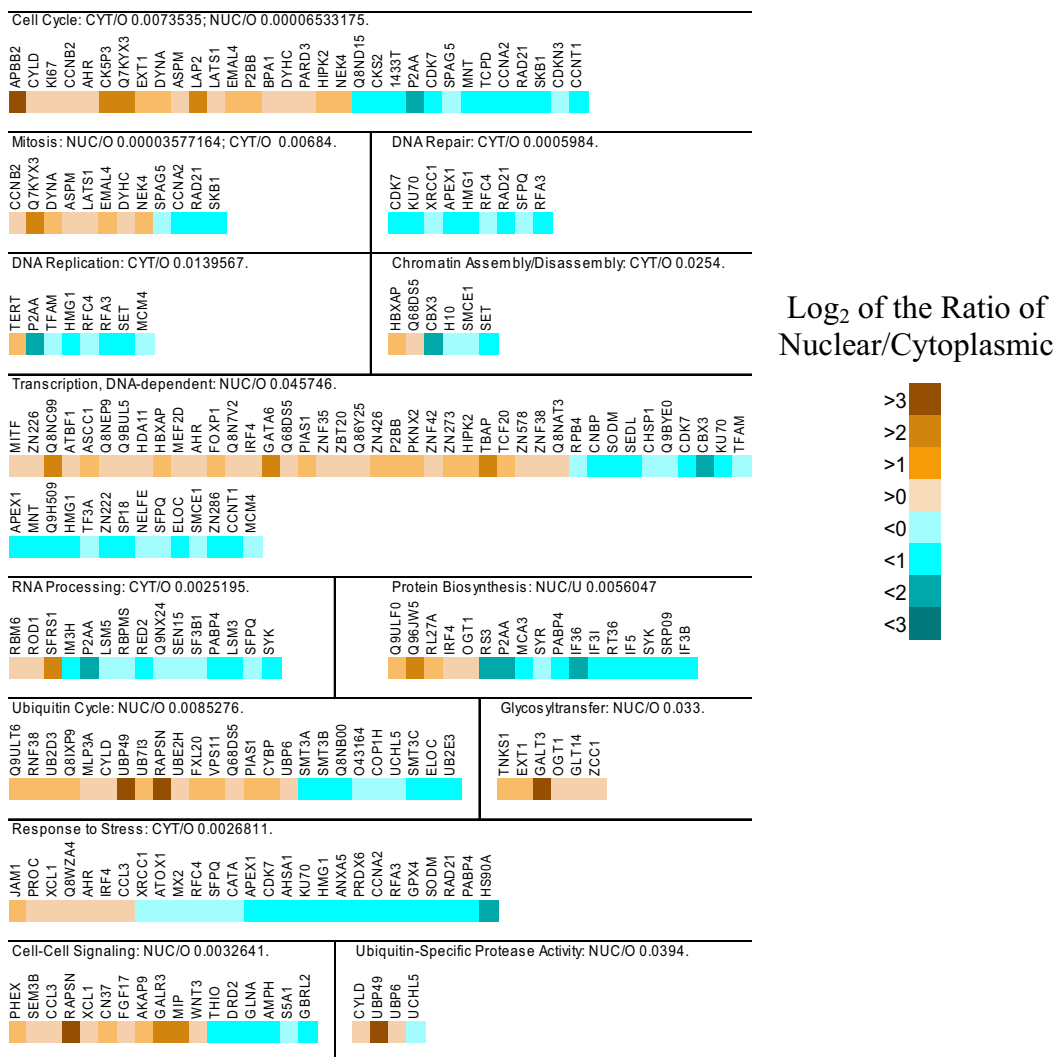 Cell Cycle: CYT/O 0.0073535; NUC/O 0.00006533175.
APBB2 CYLD KI67 CCNB2 AHR CK5P3 Q7KYX3 EXT1 DYNA ASPM LAP2 LATS1 EMAL4 P2BB BPA1 DYHC PARD3 HIPK2 NEK4 Q8ND15 CKS2 1433T P2AA CDK7 SPAG5 MNT TCPD CCNA2 RAD21 SKB1 CDKN3 CCNT1
Mitosis: NUC/O 0.00003577164; CYT/O 0.00684.
CCNB2 Q7KYX3 DYNA ASPM LATS1 EMAL4 DYHC NEK4 SPAG5 CCNA2 RAD21 SKB1
DNA Repair: CYT/O 0.0005984.
CDK7 KU70 XRCC1 APEX1 HMG1 RFC4 RAD21 SFPQ RFA3
DNA Replication: CYT/O 0.0139567.
TERT P2AA TFAM HMG1 RFC4 RFA3 SET MCM4
Chromatin Assembly/Disassembly: CYT/O 0.0254.
HBXAP Q68DS5 CBX3 H10 SMCE1 SET
Transcription, DNA-dependent: NUC/O 0.045746.
MITF ZN226 Q8NC99 ATBF1 ASCC1 Q8NEP9 Q9BUL5 HDA11 HBXAP MEF2D AHR FOXP1 Q8N7V2 IRF4 GATA6 Q68DS5 PIAS1 ZNF35 ZBT20 Q86Y25 ZN426 P2BB PKNX2 ZNF42 ZN273 HIPK2 TBAP TCF20 ZN578 ZNF38 Q8NAT3 RPB4 CNBP SODM SEDL CHSP1 Q9BYE0 CDK7 CBX3 KU70 TFAM
APEX1 MNT Q9H509 HMG1 TF3A ZN222 SP18 NELFE SFPQ ELOC SMCE1 ZN286 CCNT1 MCM4
RNA Processing: CYT/O 0.0025195.
RBM6 ROD1 SFRS1 IM3H P2AA LSM5 RBPMS RED2 Q9NX24 SEN15 SF3B1 PABP4 LSM3 SFPQ SYK
Protein Biosynthesis: NUC/U 0.0056047
Q9ULF0 Q96JW5 RL27A IRF4 OGT1 RS3 P2AA MCA3 SYR PABP4 IF36 IF3I RT36 IF5 SYK SRP09 IF3B
Ubiquitin Cycle: NUC/O 0.0085276.
Q9ULT6 RNF38 UB2D3 Q8IXP9 MLP3A CYLD UBP49 UB7I3 RAPSN UBE2H FXL20 VPS11 Q68DS5 PIAS1 CYBP UBP6 SMT3A SMT3B Q8NB00 O43164 COP1H UCHL5 SMT3C ELOC UB2E3
Glycosyltransfer: NUC/O 0.033.
TNKS1 EXT1 GALT3 OGT1 GLT14 ZCC1
Response to Stress: CYT/O 0.0026811.
JAM1 PROC XCL1 Q8WZA4 AHR IRF4 CCL3 XRCC1 ATOX1 MX2 RFC4 SFPQ CATA APEX1 CDK7 AHSA1 KU70 HMG1 ANXA5 PRDX6 CCNA2 RFA3 GPX4 SODM RAD21 PABP4 HS90A
Cell-Cell Signaling: NUC/O 0.0032641.
PHEX SEM3B CCL3 RAPSN XCL1 CN37 FGF17 AKAP9 GALR3 MIP WNT3 THIO DRD2 GLNA AMPH S5A1 GBRL2
Ubiquitin-Specific Protease Activity: NUC/O 0.0394.
CYLD UBP49 UBP6 UCHL5
Log2 of the Ratio of
Nuclear/Cytoplasmic
>3
>2
>1
>0
<0
<1
<2
<3